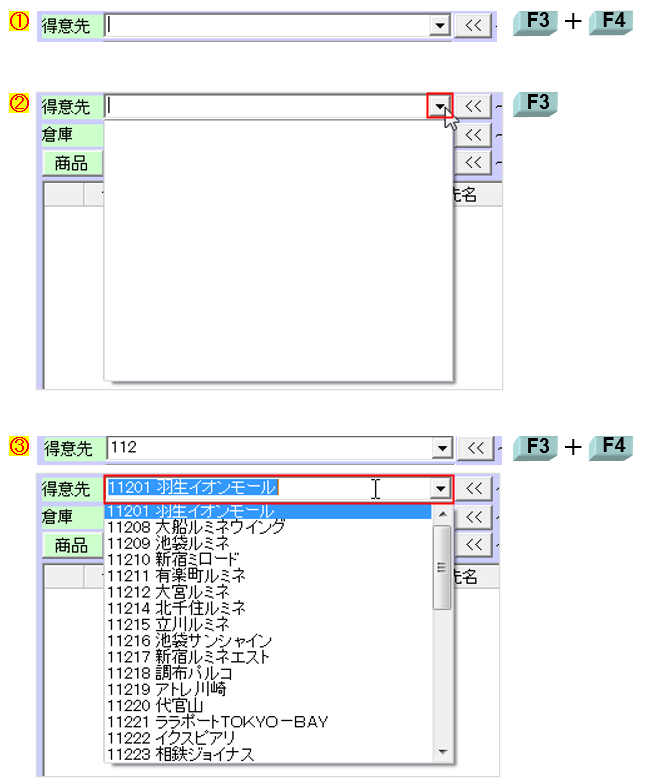 ① 得意先 << ~ F3 + F4
② 得意先 << ~ F3
倉庫 << ~
商品 << ~
先名
③ 得意先 112 << ~ F3 + F4
得意先 11201 羽生イオンモール << ~
倉庫 11201 羽生イオンモール << ~
11208 大船ルミネウイング
商品 11209 池袋ルミネ << ~
11210 新宿ミロード
11211 有楽町ルミネ 先名
11212 大宮ルミネ
11214 北千住ルミネ
11215 立川ルミネ
11216 池袋サンシャイン
11217 新宿ルミネエスト
11218 調布パルコ
11219 アトレ川崎
11220 代官山
11221 ララポートTOKYO－BAY
11222 イクスピアリ
11223 相鉄ジョイナス